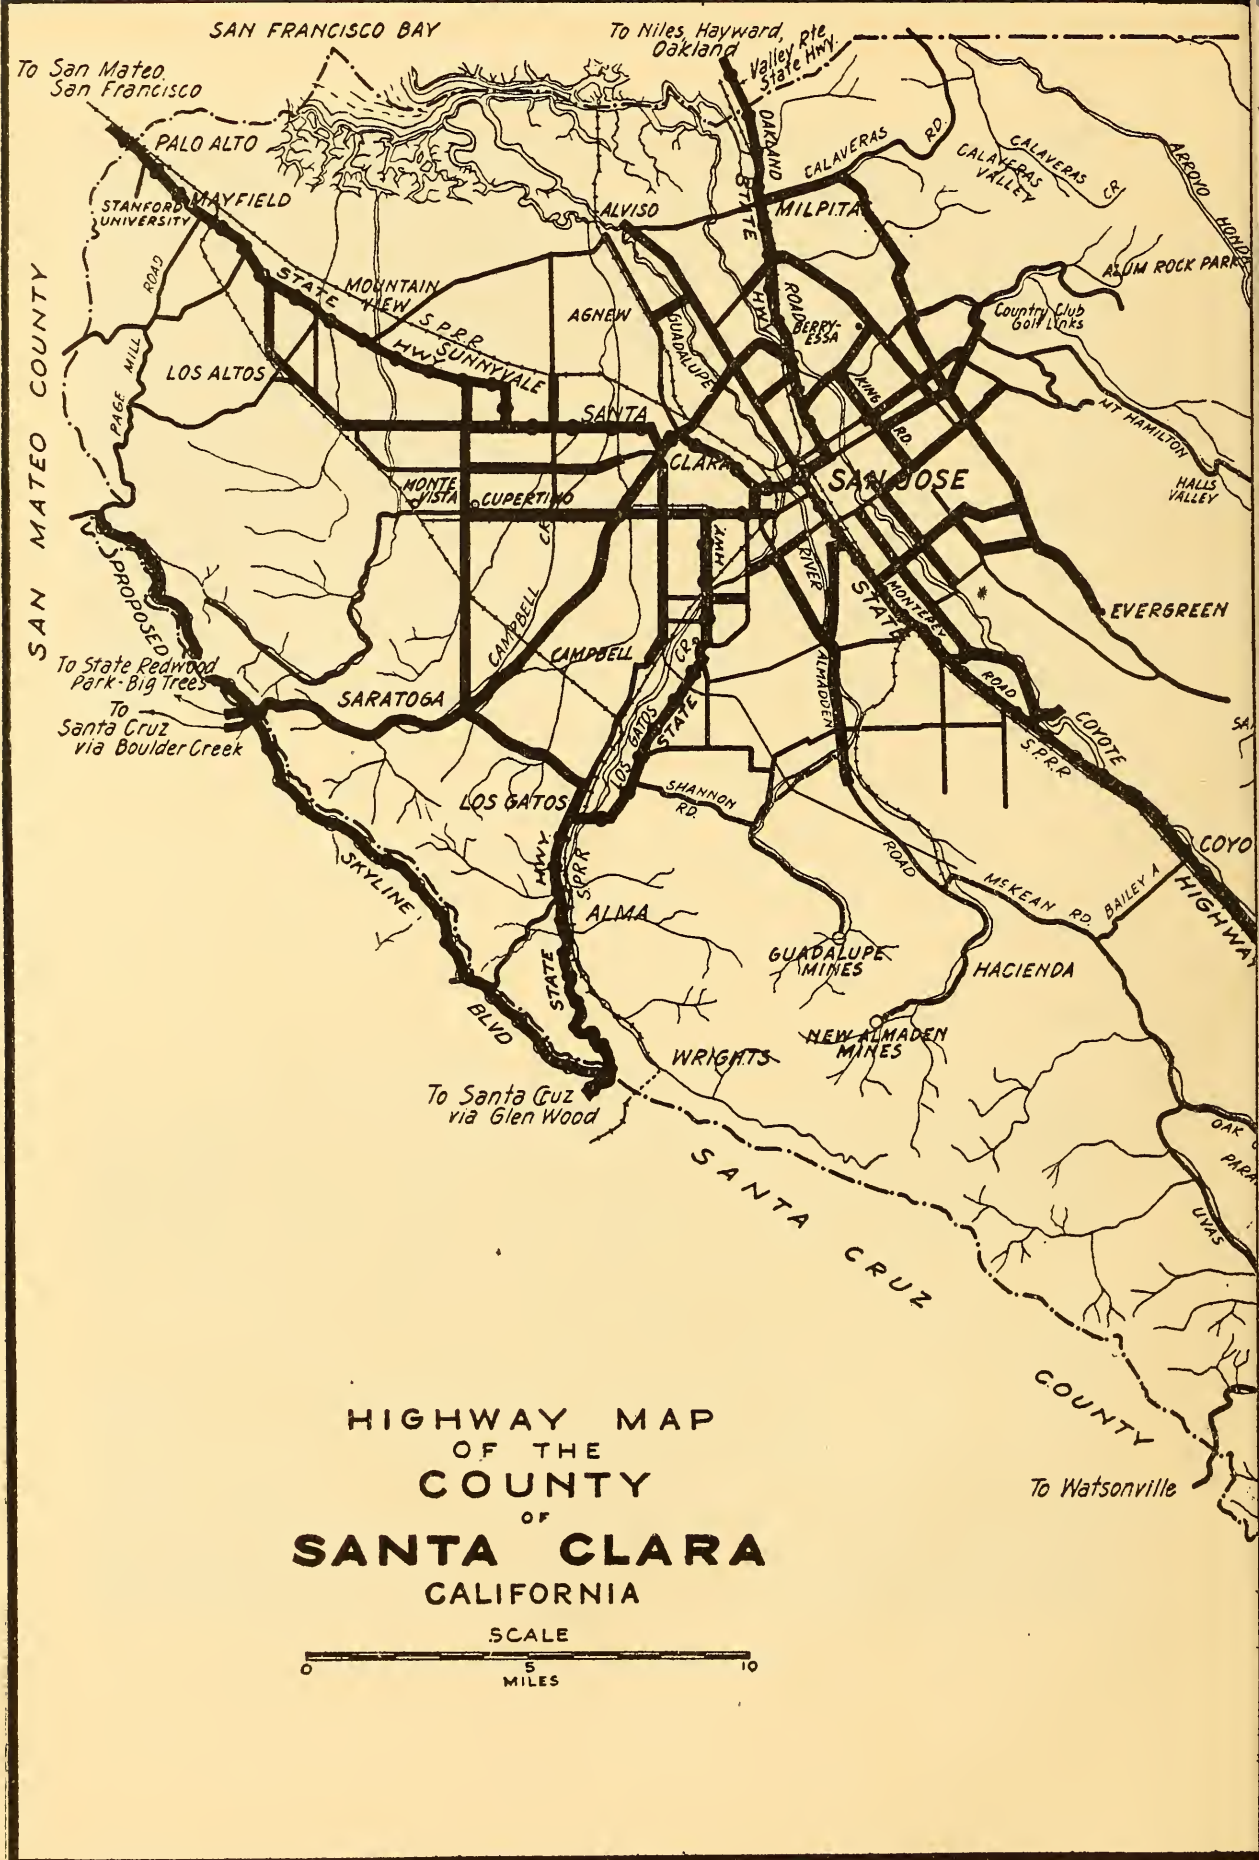 SAN FRANCISCO BAY
To Niles, Hayward,
Oakland
Valley Rte
State Hwy.
To San Mateo,
San Francisco
PALO ALTO
STANFORD
UNIVERSITY
MAYFIELD
OAKLAND
CALAVERAS RD.
CALAVERAS
VALLEY
CALAVERAS CR.
ARROYO HONDO
ALVISO
STATE
MILPITAS
ROAD
STATE
MOUNTAIN
VIEW
AGNEW
GUADALUPE
HWY
ROAD
BERRY-
ESSA
ALUM ROCK PARK
Country Club
Golf Links
SAN MATEO COUNTY
PAGE MILL
LOS ALTOS
HWY.
S.P.R.R.
SUNNYVALE
KING RD.
MT HAMILTON
HALLS
VALLEY
SANTA
CLARA
SAN JOSE
MONTE
VISTA
CUPERTINO
CR.
HWY.
RIVER
STATE
MONTEREY
EVERGREEN
PROPOSED
To State Redwood
Park-Big Trees
To
Santa Cruz
via Boulder Creek
SARATOGA
CAMPBELL
CAMPBELL
CR.
ALMADEN
ROAD
COYOTE
S.P.R.R.
LOS GATOS
STATE
LOS GATOS
LOS
SHANNON
RD.
SKYLINE
HWY.
S.P.R.R.
ALMA
ROAD
McKEAN RD.
BAILEY A
COYO
HIGHWAY
GUADALUPE
MINES
HACIENDA
STATE
BLVD
NEW ALMADEN
MINES
WRIGHTS
To Santa Cruz
via Glen Wood
OAK
PARA
UVAS
SANTA CRUZ
COUNTY
To Watsonville
HIGHWAY MAP
OF THE
COUNTY
OF
SANTA CLARA
CALIFORNIA
SCALE
0 5 10
MILES